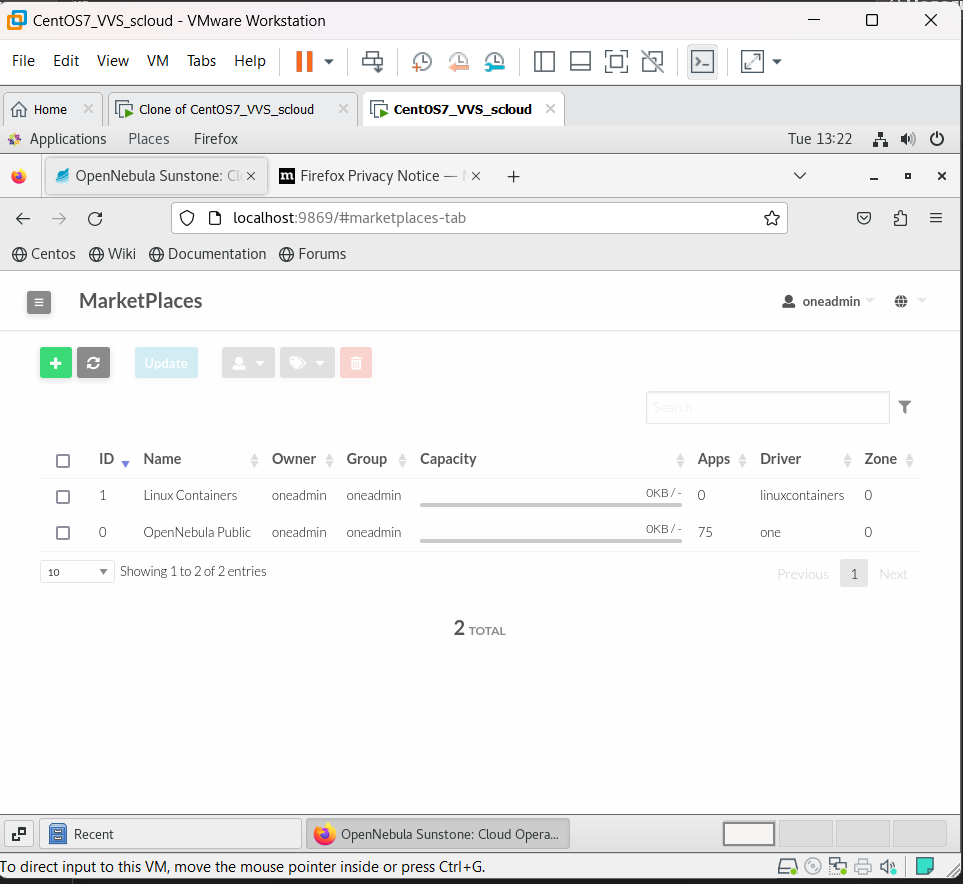 CentOS7_VVS_scloud - VMware Workstation
File Edit View VM Tabs Help
Home Clone of CentOS7_VVS_scloud CentOS7_VVS_scloud
Applications Places Firefox Tue 13:22
OpenNebula Sunstone: Cl Firefox Privacy Notice —
localhost:9869/#marketplaces-tab
Centos Wiki Documentation Forums
MarketPlaces oneadmin
Update
Search
ID Name Owner Group Capacity Apps Driver Zone
1 Linux Containers oneadmin oneadmin 0KB / - 0 linuxcontainers 0
0 OpenNebula Public oneadmin oneadmin 0KB / - 75 one 0
10 Showing 1 to 2 of 2 entries Previous 1 Next
2 TOTAL
Recent OpenNebula Sunstone: Cloud Opera...
To direct input to this VM, move the mouse pointer inside or press Ctrl+G.